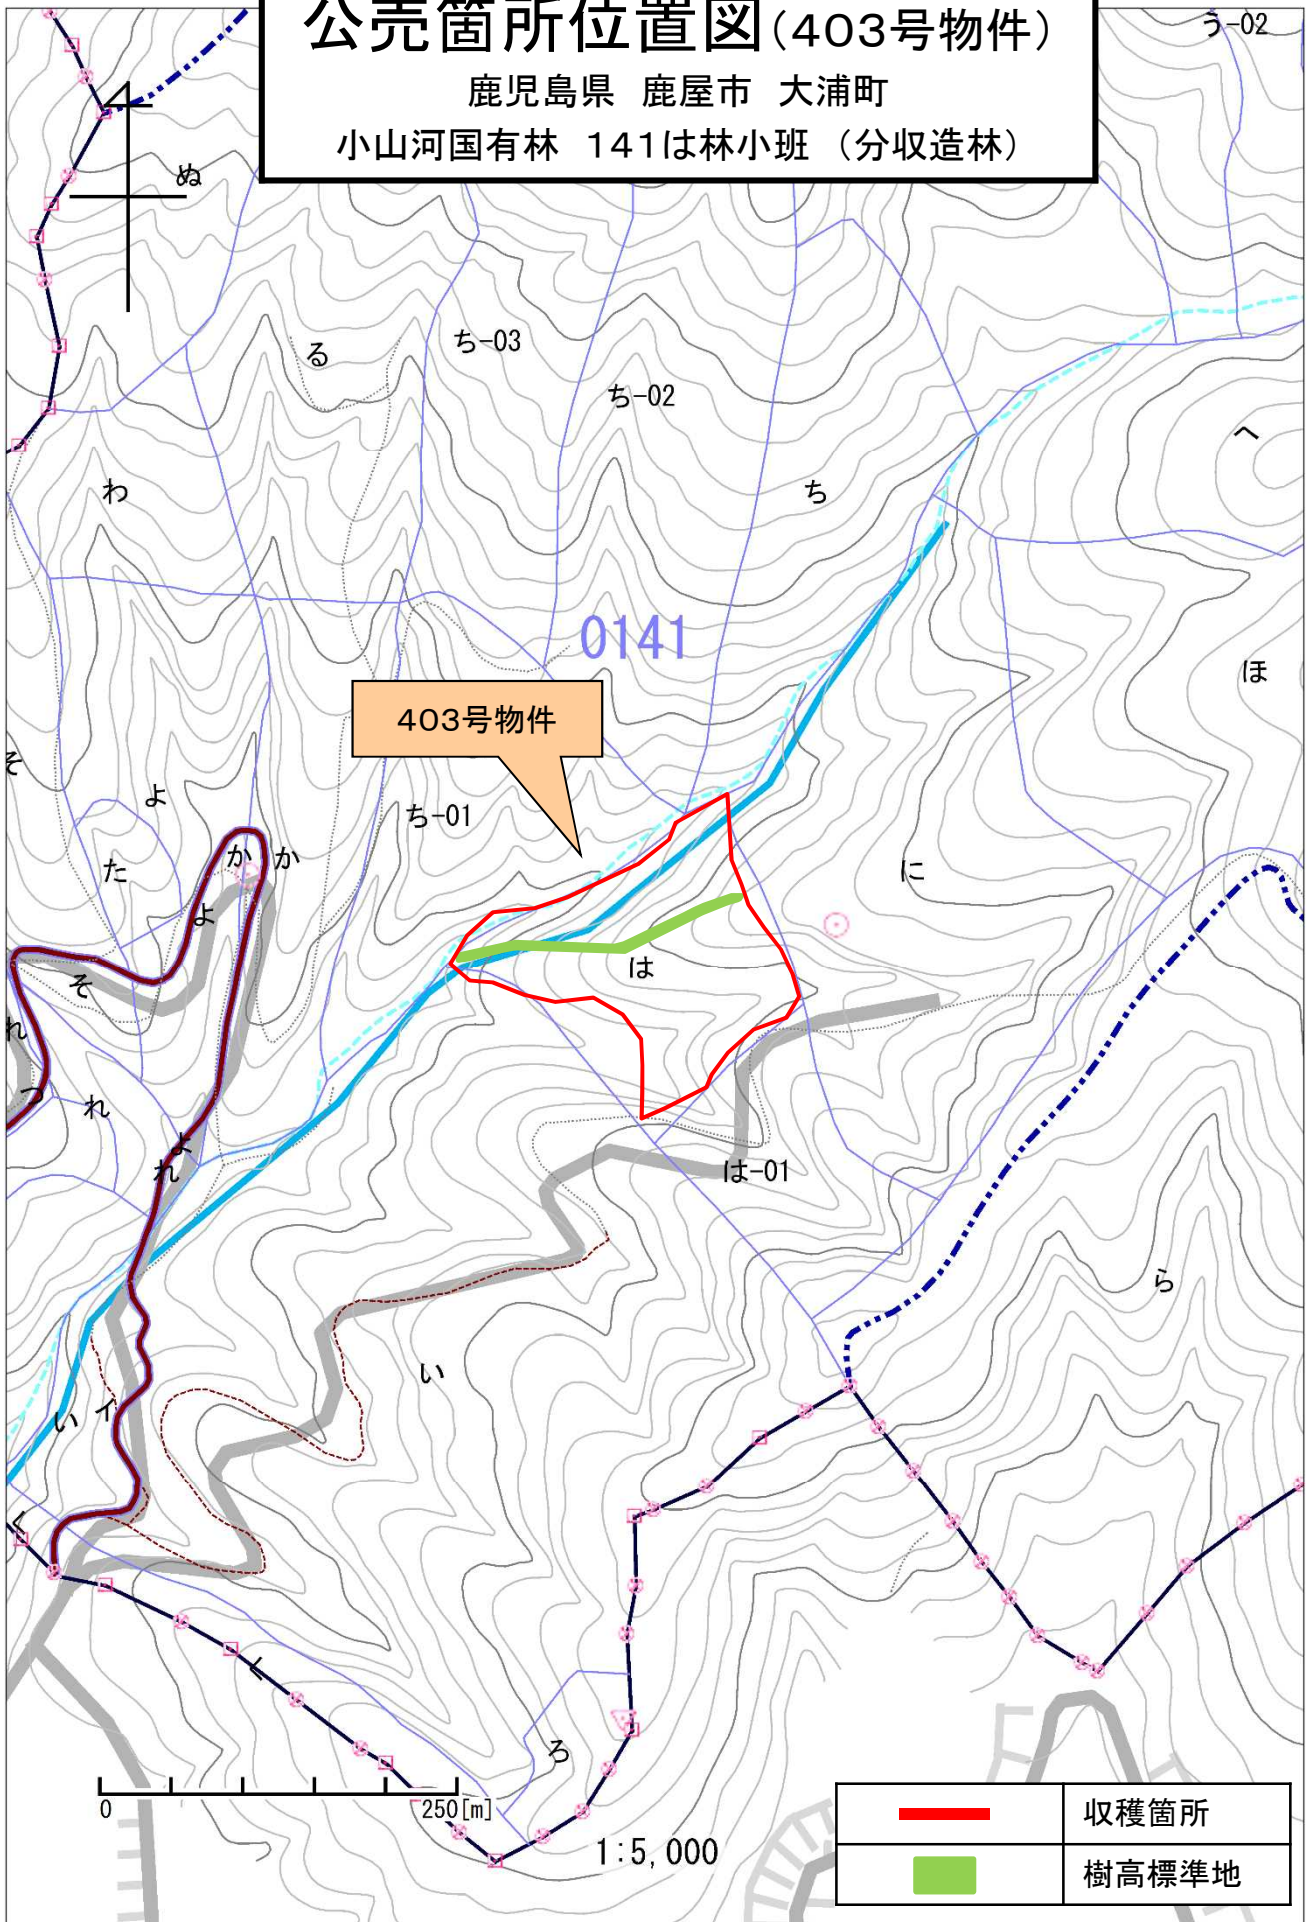 公売箇所位置図(403号物件)
鹿児島県 鹿屋市 大浦町
小山河国有林 141は林小班 (分収造林)
う-02
ぬ
る
ち-03
ち-02
へ
わ
ち
0141
ほ
403号物件
そ
よ
ち-01
か
か
た
に
よ
は
そ
れ
つ
れ
よ
れ
は-01
ら
い
い
イ
く
く
ろ
0
250[m]
1:5,000
収穫箇所
樹高標準地